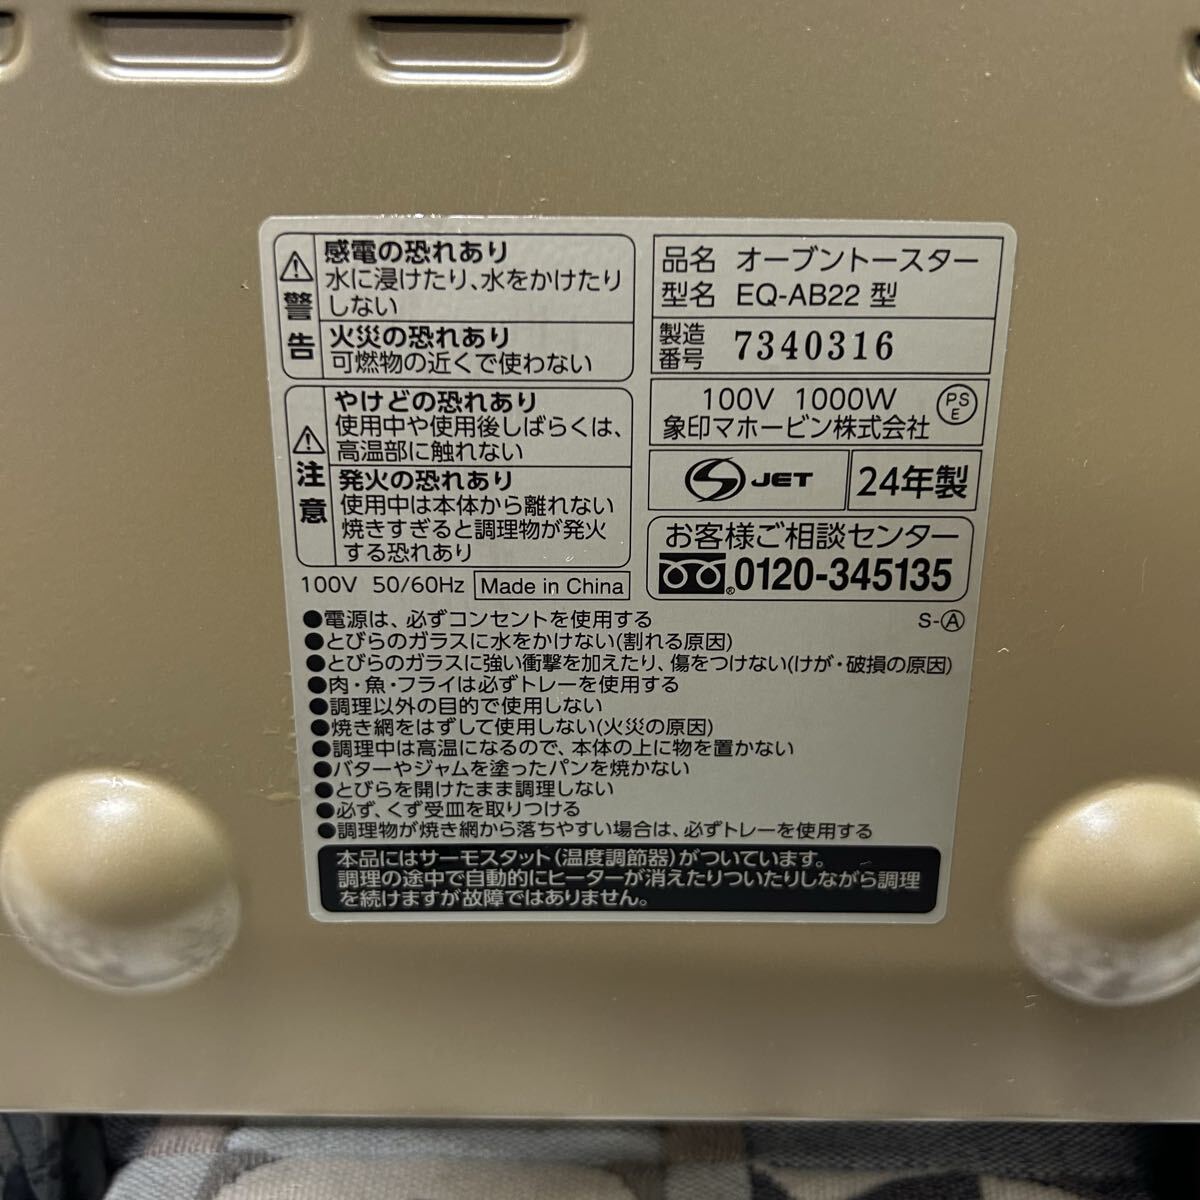 警告
感電の恐れあり
水に浸けたり、水をかけたり
しない
火災の恐れあり
可燃物の近くで使わない
注意
やけどの恐れあり
使用中や使用後しばらくは、
高温部に触れない
発火の恐れあり
使用中は本体から離れない
焼きすぎると調理物が発火
する恐れあり
100V 50/60Hz Made in China
品名 オーブントースター
型名 EQ-AB22 型
製造番号 7340316
100V 1000W PSE
象印マホービン株式会社
S JET 24年製
お客様ご相談センター
0120-345135
S-Ⓐ
●電源は、必ずコンセントを使用する
●とびらのガラスに水をかけない(割れる原因)
●とびらのガラスに強い衝撃を加えたり、傷をつけない(けが・破損の原因)
●肉・魚・フライは必ずトレーを使用する
●調理以外の目的で使用しない
●焼き網をはずして使用しない(火災の原因)
●調理中は高温になるので、本体の上に物を置かない
●バターやジャムを塗ったパンを焼かない
●とびらを開けたまま調理しない
●必ず、くず受皿を取りつける
●調理物が焼き網から落ちやすい場合は、必ずトレーを使用する
本品にはサーモスタット(温度調節器)がついています。
調理の途中で自動的にヒーターが消えたりついたりしながら調理
を続けますが故障ではありません。